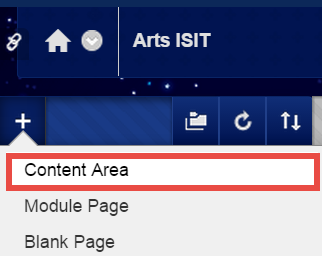 Arts ISIT
Content Area
Module Page
Blank Page